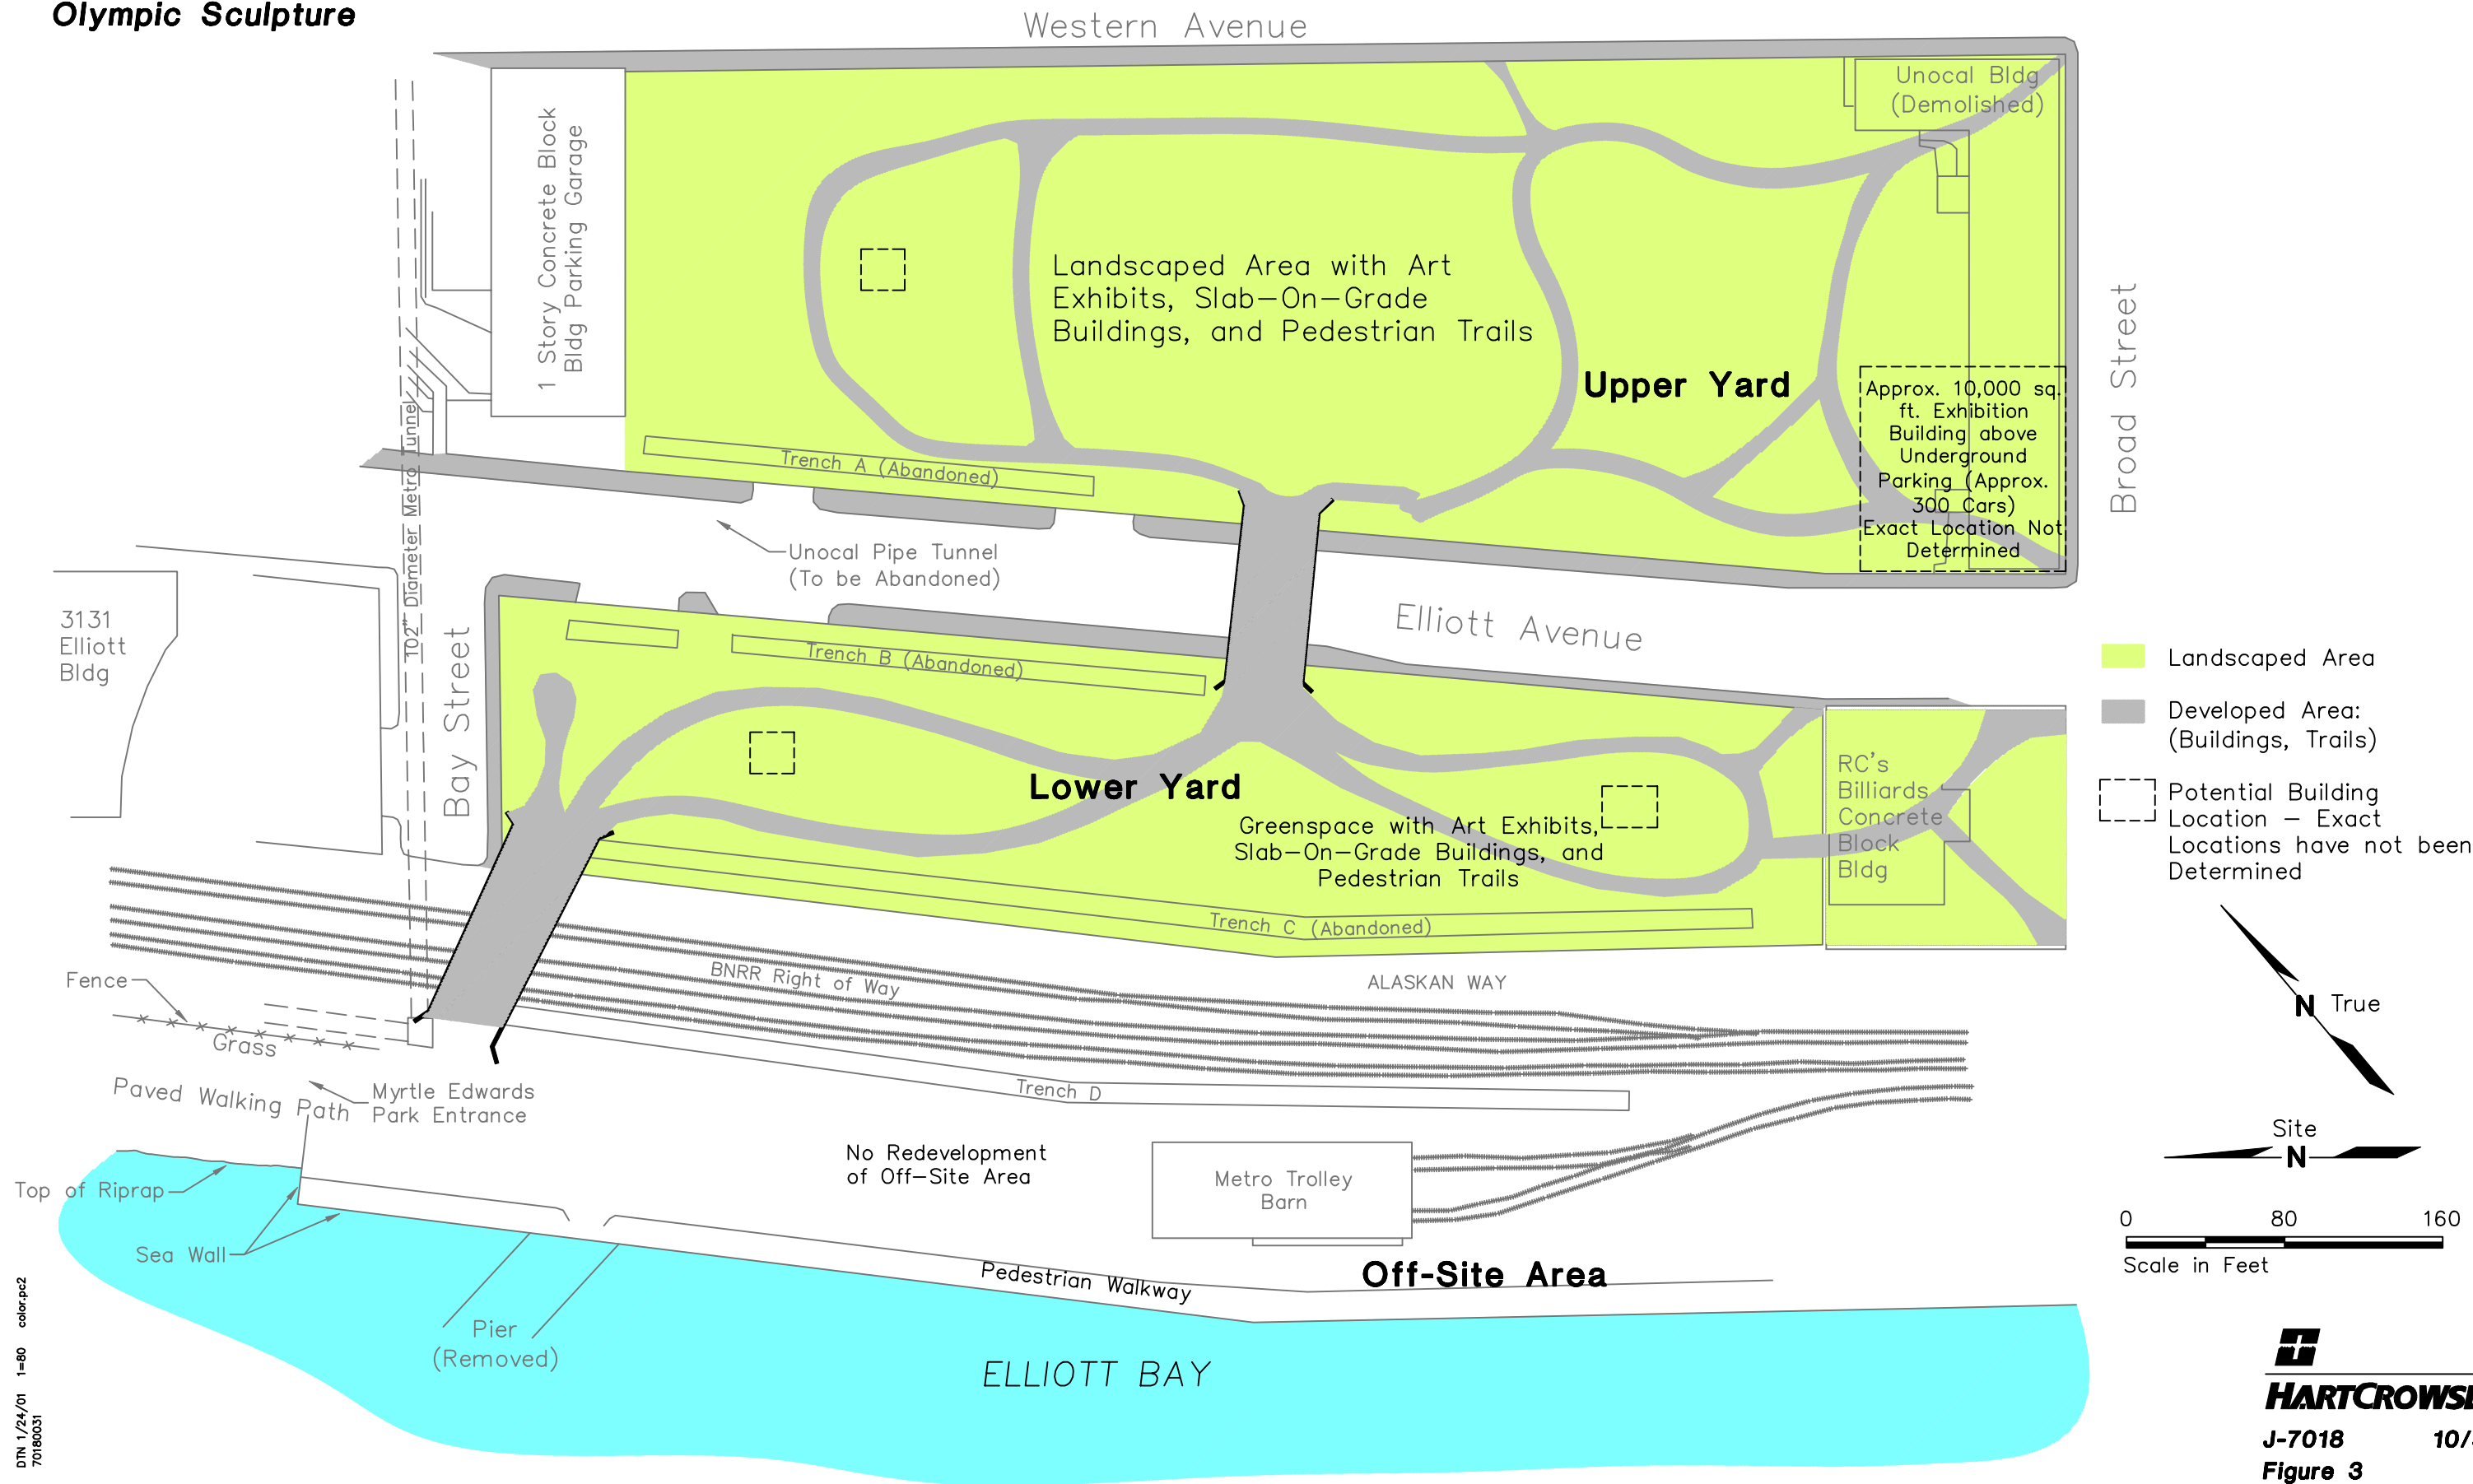 Olympic Sculpture
Western Avenue
Unocal Bldg
(Demolished)
1 Story Concrete Block
Bldg Parking Garage
Landscaped Area with Art
Exhibits, Slab-On-Grade
Buildings, and Pedestrian Trails
Upper Yard
Approx. 10,000 sq.
ft. Exhibition
Building above
Underground
Parking (Approx.
300 Cars)
Exact Location Not
Determined
Broad Street
Trench A (Abandoned)
102" Diameter Metro Tunnel
Unocal Pipe Tunnel
(To be Abandoned)
Elliott Avenue
3131
Elliott
Bldg
Bay Street
Trench B (Abandoned)
Lower Yard
Greenspace with Art Exhibits,
Slab-On-Grade Buildings, and
Pedestrian Trails
RC's
Billiards
Concrete
Block
Bldg
Trench C (Abandoned)
Landscaped Area
Developed Area:
(Buildings, Trails)
Potential Building
Location - Exact
Locations have not been
Determined
BNRR Right of Way
ALASKAN WAY
Fence
Grass
Paved Walking Path
Myrtle Edwards
Park Entrance
Trench D
N True
Site
N
0 80 160
Scale in Feet
No Redevelopment
of Off-Site Area
Metro Trolley
Barn
Top of Riprap
Sea Wall
Pedestrian Walkway
Off-Site Area
Pier
(Removed)
ELLIOTT BAY
DTN 1/24/01 1=80 color.pc2
70180031
HARTCROWSE
J-7018 10/
Figure 3